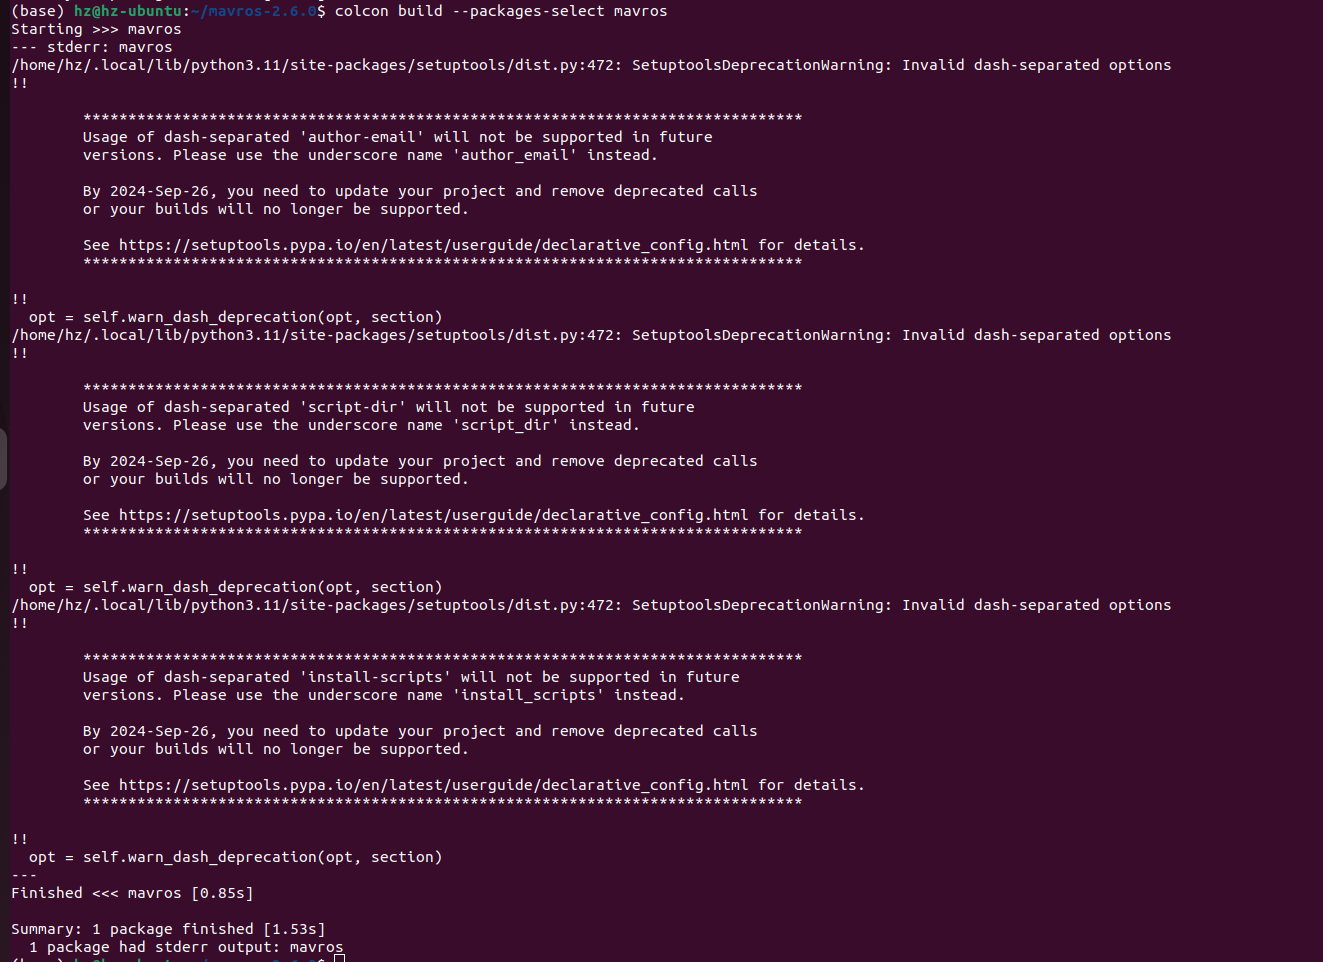 (base) hz@hz-ubuntu:~/mavros-2.6.0$ colcon build --packages-select mavros
Starting >>> mavros
--- stderr: mavros
/home/hz/.local/lib/python3.11/site-packages/setuptools/dist.py:472: SetuptoolsDeprecationWarning: Invalid dash-separated options
!!
********************************************************************************
Usage of dash-separated 'author-email' will not be supported in future
versions. Please use the underscore name 'author_email' instead.
By 2024-Sep-26, you need to update your project and remove deprecated calls
or your builds will no longer be supported.
See https://setuptools.pypa.io/en/latest/userguide/declarative_config.html for details.
********************************************************************************
!!
opt = self.warn_dash_deprecation(opt, section)
/home/hz/.local/lib/python3.11/site-packages/setuptools/dist.py:472: SetuptoolsDeprecationWarning: Invalid dash-separated options
!!
********************************************************************************
Usage of dash-separated 'script-dir' will not be supported in future
versions. Please use the underscore name 'script_dir' instead.
By 2024-Sep-26, you need to update your project and remove deprecated calls
or your builds will no longer be supported.
See https://setuptools.pypa.io/en/latest/userguide/declarative_config.html for details.
********************************************************************************
!!
opt = self.warn_dash_deprecation(opt, section)
/home/hz/.local/lib/python3.11/site-packages/setuptools/dist.py:472: SetuptoolsDeprecationWarning: Invalid dash-separated options
!!
********************************************************************************
Usage of dash-separated 'install-scripts' will not be supported in future
versions. Please use the underscore name 'install_scripts' instead.
By 2024-Sep-26, you need to update your project and remove deprecated calls
or your builds will no longer be supported.
See https://setuptools.pypa.io/en/latest/userguide/declarative_config.html for details.
********************************************************************************
!!
opt = self.warn_dash_deprecation(opt, section)
---
Finished <<< mavros [0.85s]
Summary: 1 package finished [1.53s]
1 package had stderr output: mavros